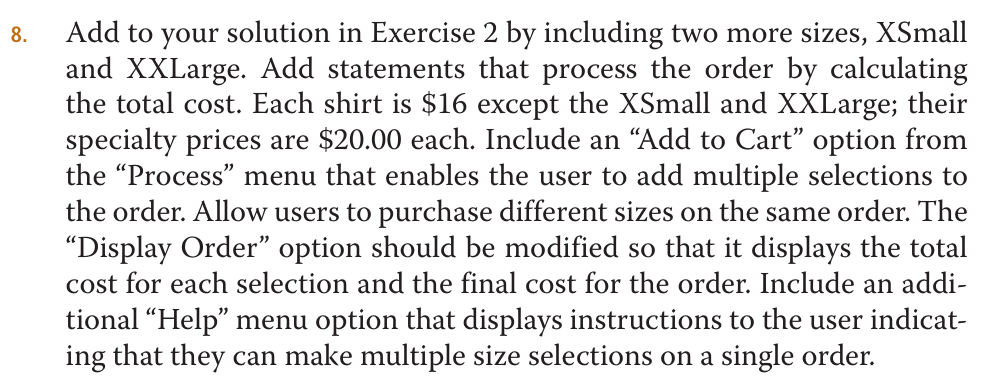 8. Add to your solution in Exercise 2 by including two more sizes, XSmall
and XXLarge. Add statements that process the order by calculating
the total cost. Each shirt is $16 except the XSmall and XXLarge; their
specialty prices are $20.00 each. Include an “Add to Cart” option from
the “Process” menu that enables the user to add multiple selections to
the order. Allow users to purchase different sizes on the same order. The
“Display Order” option should be modified so that it displays the total
cost for each selection and the final cost for the order. Include an addi-
tional “Help” menu option that displays instructions to the user indicat-
ing that they can make multiple size selections on a single order.